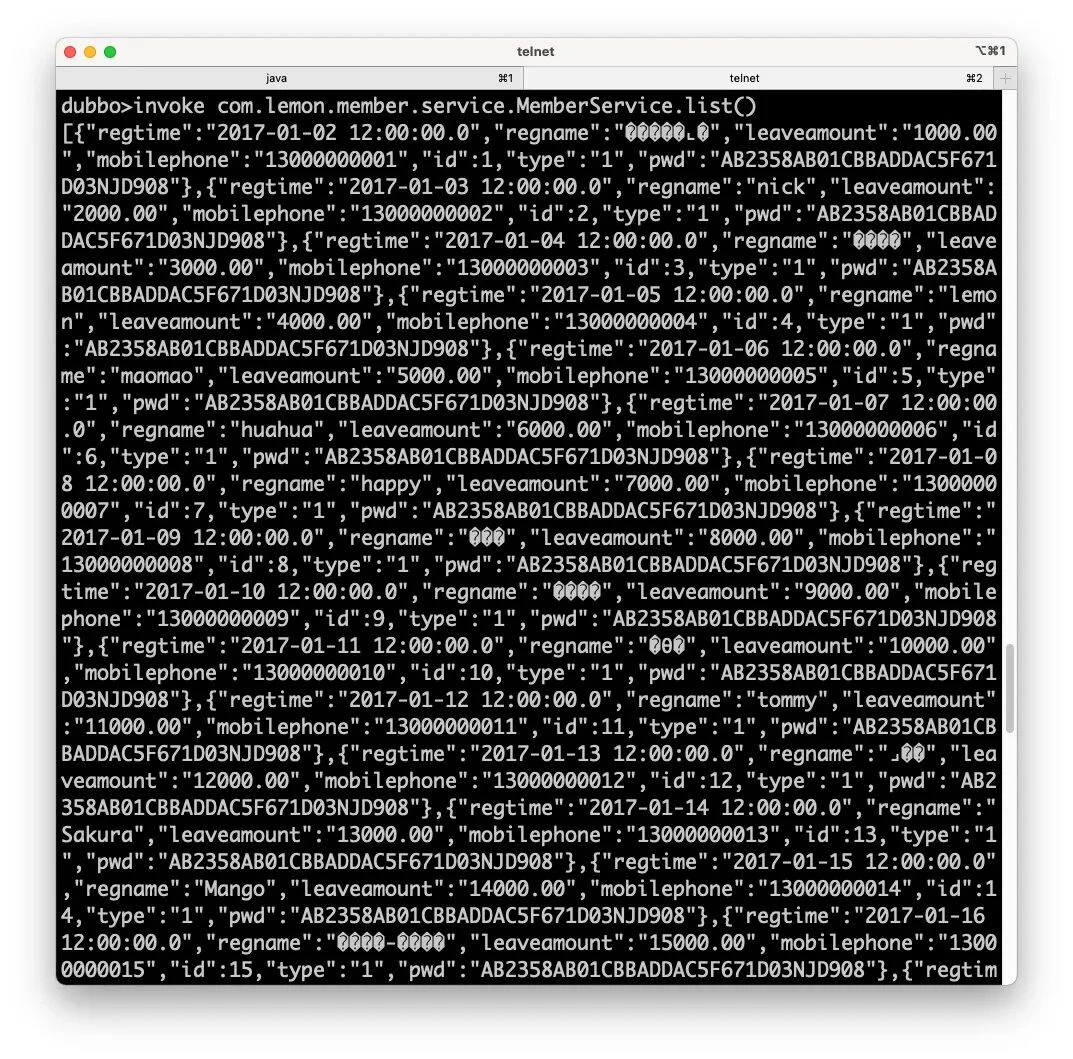 telnet
⌥⌘1
java ⌘1
telnet ⌘2
dubbo>invoke com.lemon.member.service.MemberService.list()
[{"regtime":"2017-01-02 12:00:00.0","regname":"�����˾�","leaveamount":"1000.00
","mobilephone":"13000000001","id":1,"type":"1","pwd":"AB2358AB01CBBADDAC5F671
D03NJD908"},{"regtime":"2017-01-03 12:00:00.0","regname":"nick","leaveamount":
"2000.00","mobilephone":"13000000002","id":2,"type":"1","pwd":"AB2358AB01CBBAD
DAC5F671D03NJD908"},{"regtime":"2017-01-04 12:00:00.0","regname":"����","leave
amount":"3000.00","mobilephone":"13000000003","id":3,"type":"1","pwd":"AB2358A
B01CBBADDAC5F671D03NJD908"},{"regtime":"2017-01-05 12:00:00.0","regname":"lemo
n","leaveamount":"4000.00","mobilephone":"13000000004","id":4,"type":"1","pwd"
:"AB2358AB01CBBADDAC5F671D03NJD908"},{"regtime":"2017-01-06 12:00:00.0","regna
me":"maomao","leaveamount":"5000.00","mobilephone":"13000000005","id":5,"type"
:"1","pwd":"AB2358AB01CBBADDAC5F671D03NJD908"},{"regtime":"2017-01-07 12:00:00
.0","regname":"huahua","leaveamount":"6000.00","mobilephone":"13000000006","id
":6,"type":"1","pwd":"AB2358AB01CBBADDAC5F671D03NJD908"},{"regtime":"2017-01-0
8 12:00:00.0","regname":"happy","leaveamount":"7000.00","mobilephone":"1300000
0007","id":7,"type":"1","pwd":"AB2358AB01CBBADDAC5F671D03NJD908"},{"regtime":"
2017-01-09 12:00:00.0","regname":"���","leaveamount":"8000.00","mobilephone":"
13000000008","id":8,"type":"1","pwd":"AB2358AB01CBBADDAC5F671D03NJD908"},{"reg
time":"2017-01-10 12:00:00.0","regname":"����","leaveamount":"9000.00","mobile
phone":"13000000009","id":9,"type":"1","pwd":"AB2358AB01CBBADDAC5F671D03NJD908
"},{"regtime":"2017-01-11 12:00:00.0","regname":"�θ�","leaveamount":"10000.00"
,"mobilephone":"13000000010","id":10,"type":"1","pwd":"AB2358AB01CBBADDAC5F671
D03NJD908"},{"regtime":"2017-01-12 12:00:00.0","regname":"tommy","leaveamount"
:"11000.00","mobilephone":"13000000011","id":11,"type":"1","pwd":"AB2358AB01CB
BADDAC5F671D03NJD908"},{"regtime":"2017-01-13 12:00:00.0","regname":"��","lea
veamount":"12000.00","mobilephone":"13000000012","id":12,"type":"1","pwd":"AB2
358AB01CBBADDAC5F671D03NJD908"},{"regtime":"2017-01-14 12:00:00.0","regname":"
Sakura","leaveamount":"13000.00","mobilephone":"13000000013","id":13,"type":"1
","pwd":"AB2358AB01CBBADDAC5F671D03NJD908"},{"regtime":"2017-01-15 12:00:00.0"
,"regname":"Mango","leaveamount":"14000.00","mobilephone":"13000000014","id":1
4,"type":"1","pwd":"AB2358AB01CBBADDAC5F671D03NJD908"},{"regtime":"2017-01-16
12:00:00.0","regname":"����-����","leaveamount":"15000.00","mobilephone":"1300
0000015","id":15,"type":"1","pwd":"AB2358AB01CBBADDAC5F671D03NJD908"},{"regtim